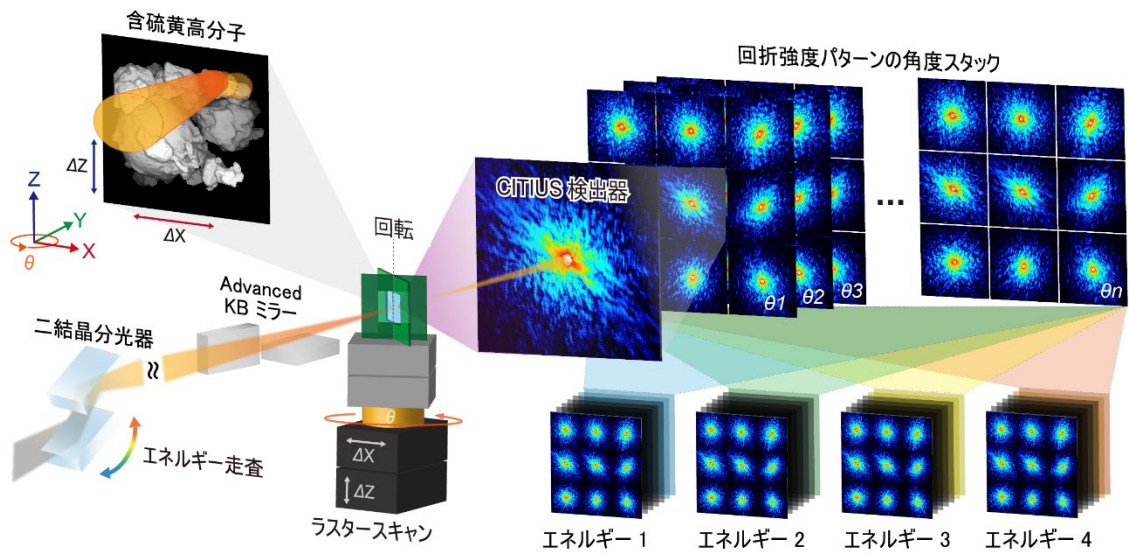 含硫黄高分子
ΔZ
ΔX
Z
Y
X
θ
二結晶分光器
エネルギー走査
Advanced
KB ミラー
回転
θ
ΔX
ΔZ
ラスタースキャン
CITIUS 検出器
回折強度パターンの角度スタック
θ1
θ2
θ3
...
θn
エネルギー 1
エネルギー 2
エネルギー 3
エネルギー 4